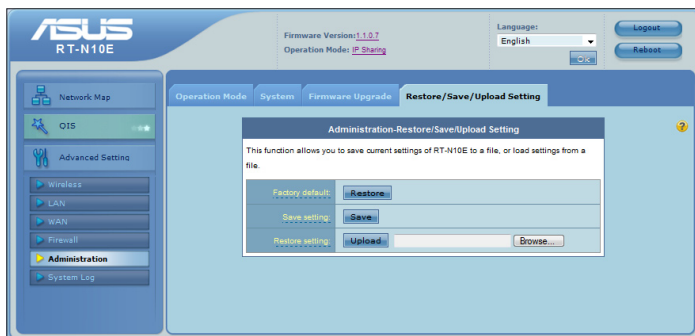 ASUS
RT-N10E
Firmware Version:1.1.0.7
Operation Mode: IP Sharing
Language:
English
OK
Logout
Reboot
Network Map
QIS
Advanced Setting
Wireless
LAN
WAN
Firewall
Administration
System Log
Operation Mode
System
Firmware Upgrade
Restore/Save/Upload Setting
Administration-Restore/Save/Upload Setting
This function allows you to save current settings of RT-N10E to a file, or load settings from a
file.
Factory default: Restore
Save setting: Save
Restore setting: Upload Browse...
?